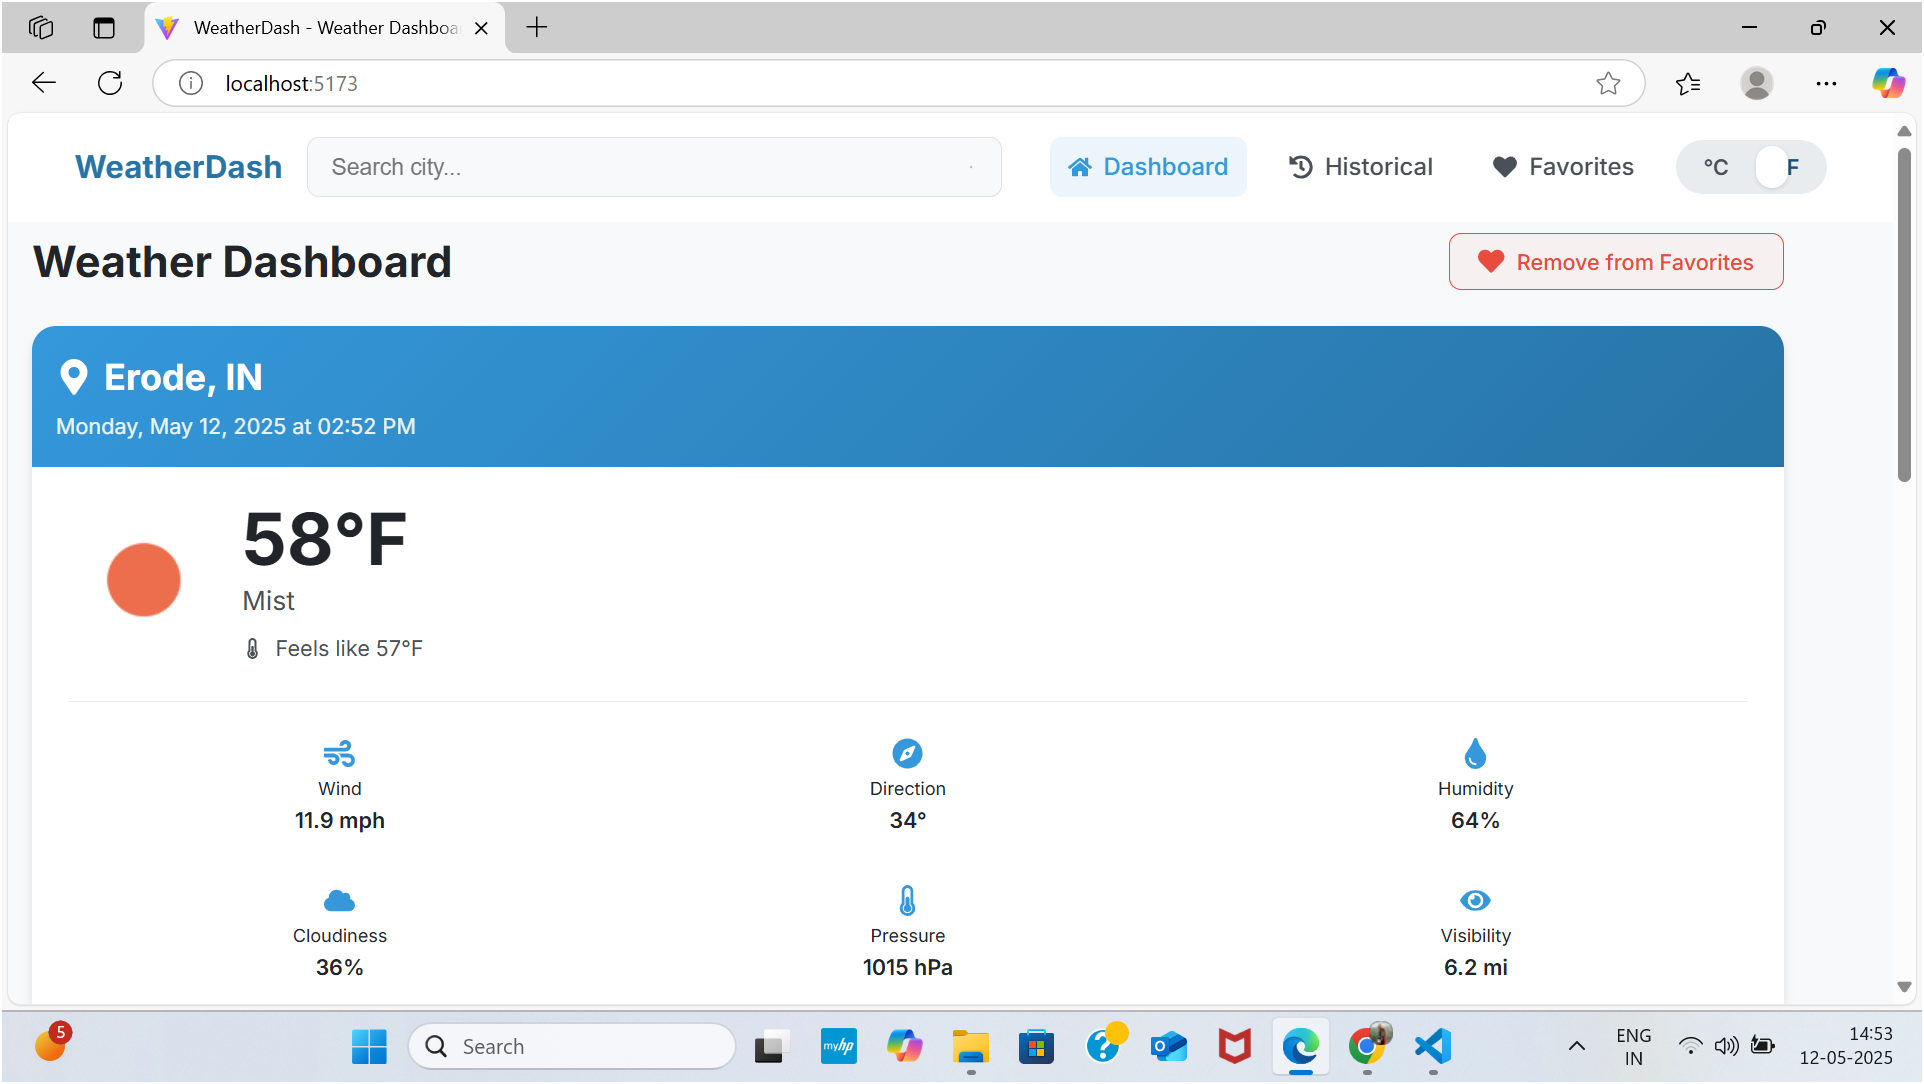 WeatherDash - Weather Dashboa
localhost:5173
WeatherDash
Search city...
Dashboard
Historical
Favorites
°C
F
Weather Dashboard
Remove from Favorites
Erode, IN
Monday, May 12, 2025 at 02:52 PM
58°F
Mist
Feels like 57°F
Wind
11.9 mph
Direction
34°
Humidity
64%
Cloudiness
36%
Pressure
1015 hPa
Visibility
6.2 mi
5
Search
myhp
ENG
IN
14:53
12-05-2025